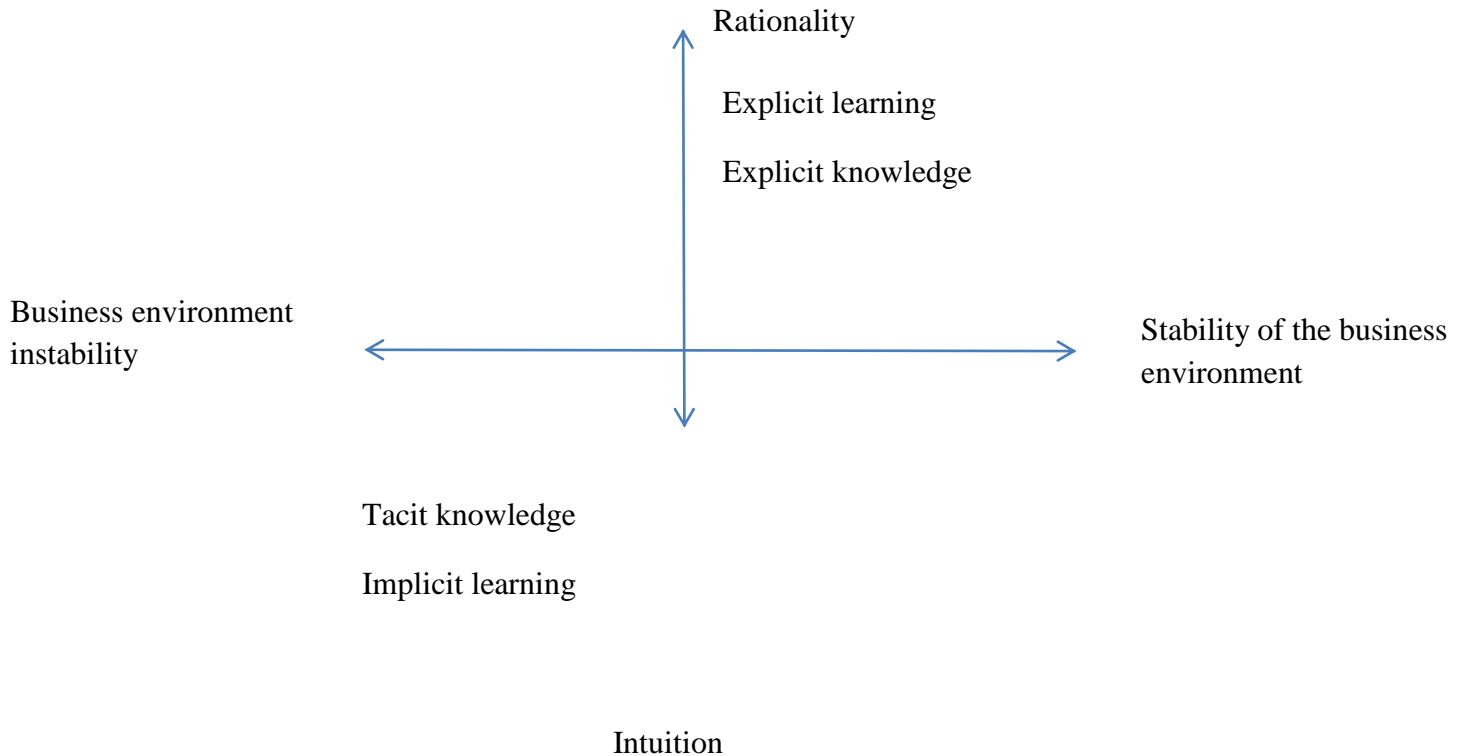 Rationality
Explicit learning
Explicit knowledge
Business environment
instability
Stability of the business
environment
Tacit knowledge
Implicit learning
Intuition